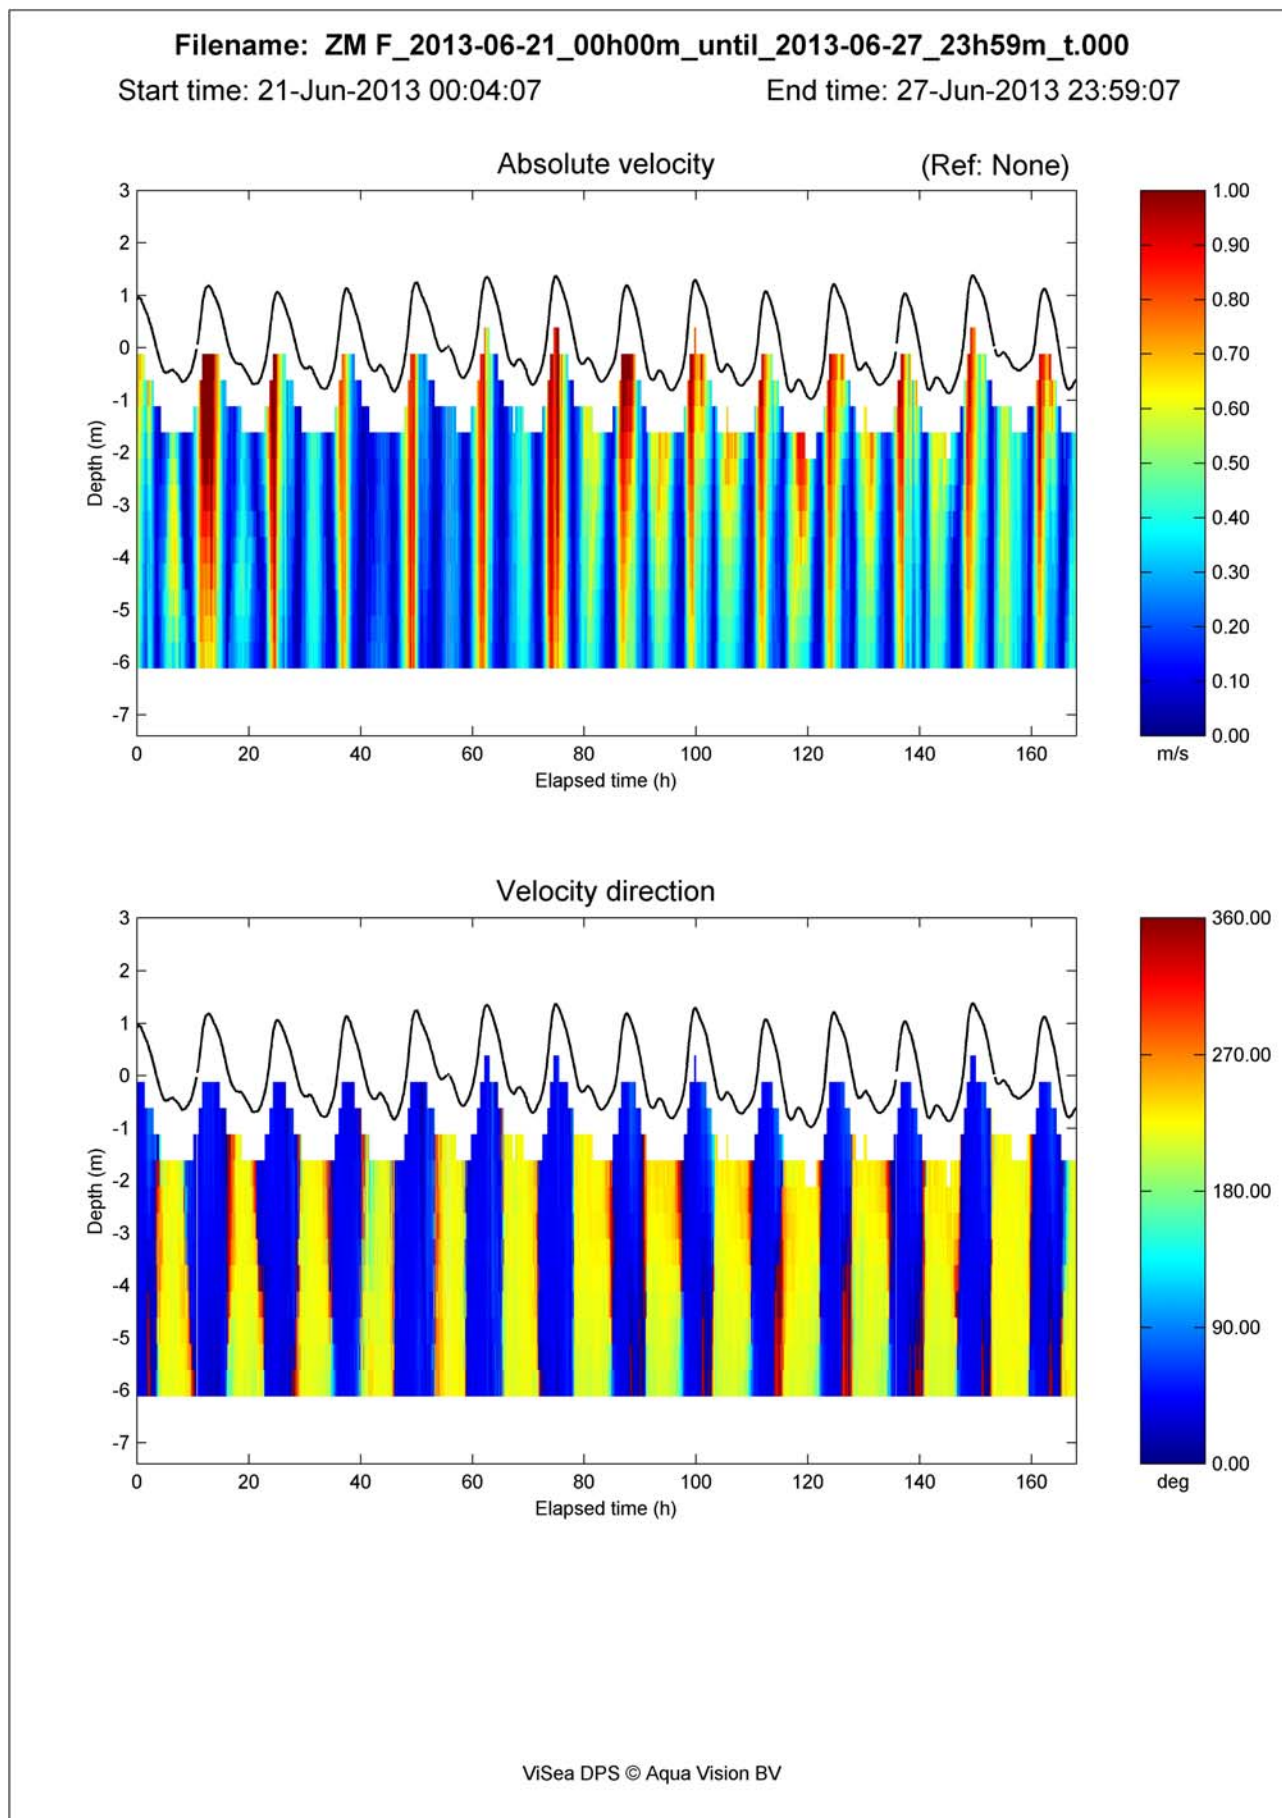 Filename: ZM F_2013-06-21_00h00m_until_2013-06-27_23h59m_t.000
Start time: 21-Jun-2013 00:04:07 End time: 27-Jun-2013 23:59:07
Absolute velocity (Ref: None)
3
2
1
0
-1
-2
-3
-4
-5
-6
-7
Depth (m)
0 20 40 60 80 100 120 140 160
Elapsed time (h)
1.00
0.90
0.80
0.70
0.60
0.50
0.40
0.30
0.20
0.10
0.00
m/s
Velocity direction
3
2
1
0
-1
-2
-3
-4
-5
-6
-7
Depth (m)
0 20 40 60 80 100 120 140 160
Elapsed time (h)
360.00
270.00
180.00
90.00
0.00
deg
ViSea DPS © Aqua Vision BV